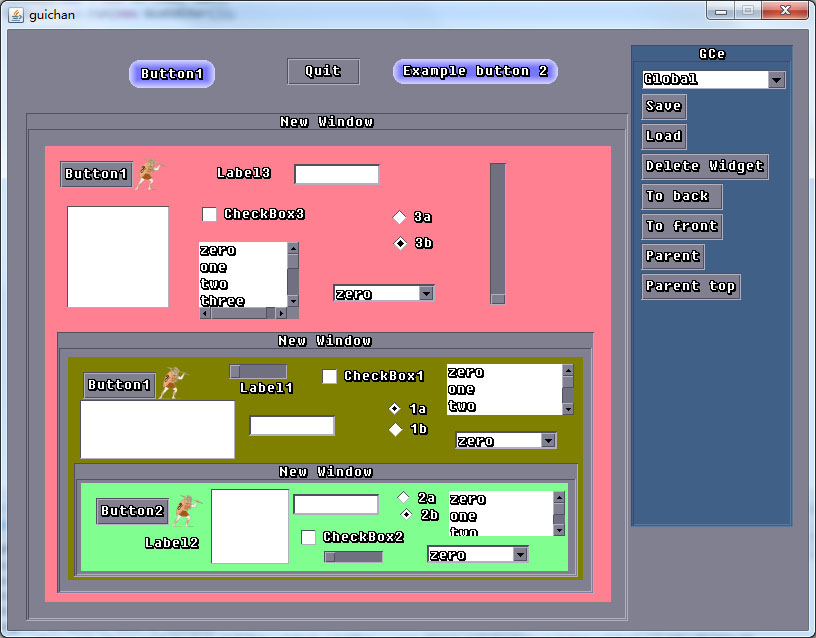 guichan
Button1
Quit
Example button 2
GCe
Global
Save
Load
Delete Widget
To back
To front
Parent
Parent top
New Window
Button1
Label3
CheckBox3
3a
3b
zero
one
two
three
zero
New Window
Button1
Label1
CheckBox1
1a
1b
zero
one
two
zero
New Window
Button2
Label2
CheckBox2
2a
2b
zero
one
two
zero